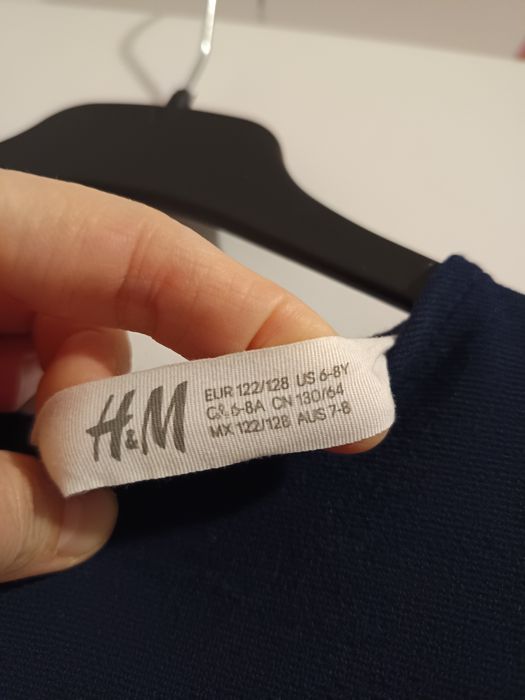 H&M
EUR 122/128 US 6-8Y
CA 6-8A CN 130/64
MX 122/128 AUS 7-8